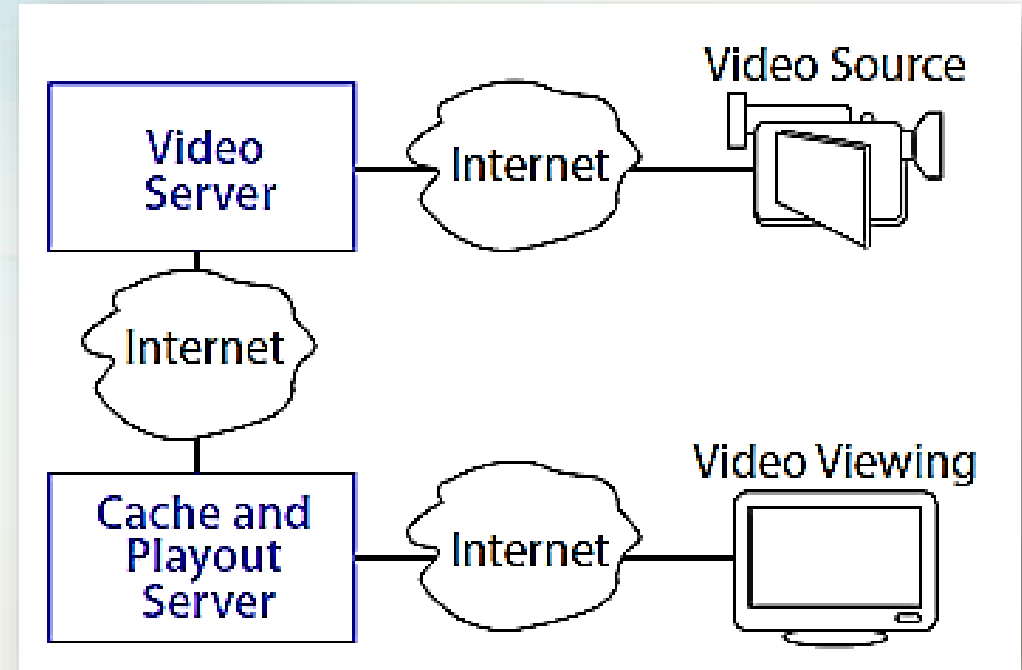 Video Source
Video
Server
Internet
Internet
Video Viewing
Cache and
Playout
Server
Internet